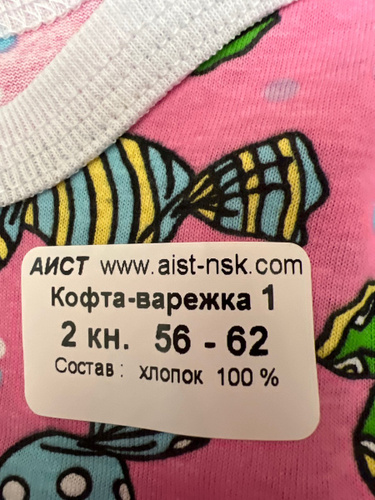 АИСТ www.aist-nsk.com
Кофта-варежка 1
2 кн. 56 - 62
Состав : хлопок 100 %